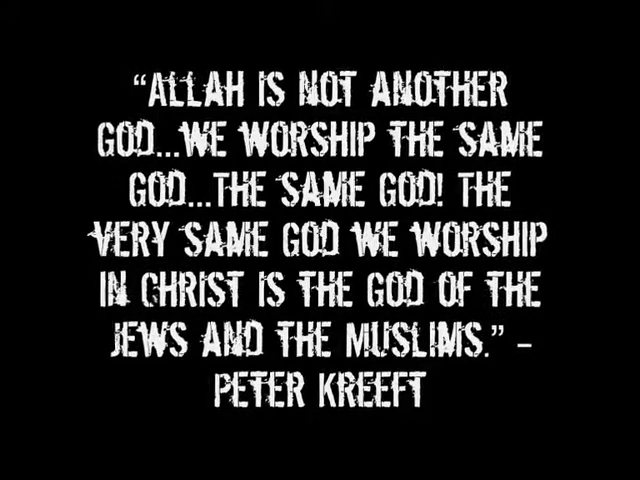 “ALLAH IS NOT ANOTHER
GOD...WE WORSHIP THE SAME
GOD...THE SAME GOD! THE
VERY SAME GOD WE WORSHIP
IN CHRIST IS THE GOD OF THE
JEWS AND THE MUSLIMS.” –
PETER KREEFT